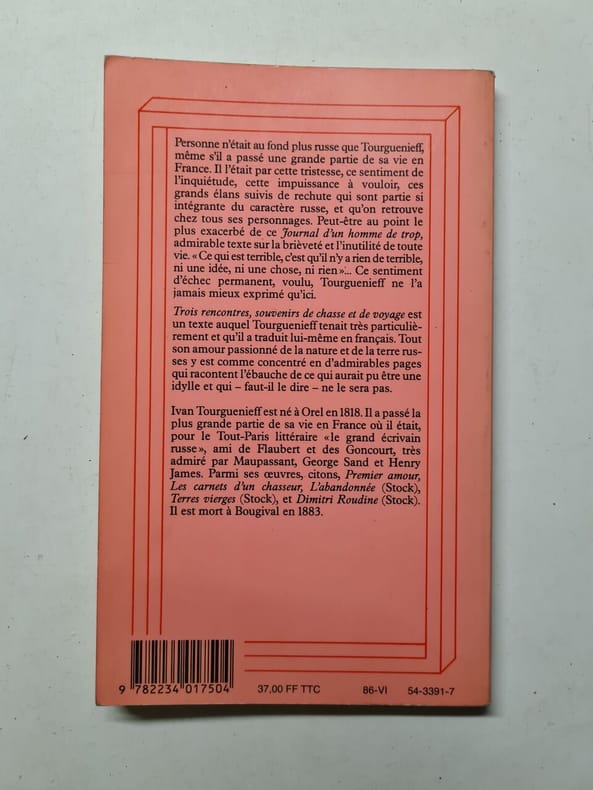 Personne n'était au fond plus russe que Tourguenieff,
même s'il a passé une grande partie de sa vie en
France. Il l'était par cette tristesse, ce sentiment de
l'inquiétude, cette impuissance à vouloir, ces
grands élans suivis de rechute qui sont partie si
intégrante du caractère russe, et qu'on retrouve
chez tous ses personnages. Peut-être au point le
plus exacerbé de ce Journal d'un homme de trop,
admirable texte sur la brièveté et l'inutilité de toute
vie. « Ce qui est terrible, c'est qu'il n'y a rien de terrible,
ni une idée, ni une chose, ni rien »... Ce sentiment
d'échec permanent, voulu, Tourguenieff ne l'a
jamais mieux exprimé qu'ici.
Trois rencontres, souvenirs de chasse et de voyage est
un texte auquel Tourguenieff tenait très particuliè-
rement et qu'il a traduit lui-même en français. Tout
son amour passionné de la nature et de la terre rus-
ses y est comme concentré en d'admirables pages
qui racontent l'ébauche de ce qui aurait pu être une
idylle et qui – faut-il le dire – ne le sera pas.
Ivan Tourguenieff est né à Orel en 1818. Il a passé la
plus grande partie de sa vie en France où il était,
pour le Tout-Paris littéraire « le grand écrivain
russe », ami de Flaubert et des Goncourt, très
admiré par Maupassant, George Sand et Henry
James. Parmi ses œuvres, citons, Premier amour,
Les carnets d'un chasseur, L'abandonnée (Stock),
Terres vierges (Stock), et Dimitri Roudine (Stock).
Il est mort à Bougival en 1883.
9 782234 017504
37,00 FF TTC
86-VI
54-3391-7